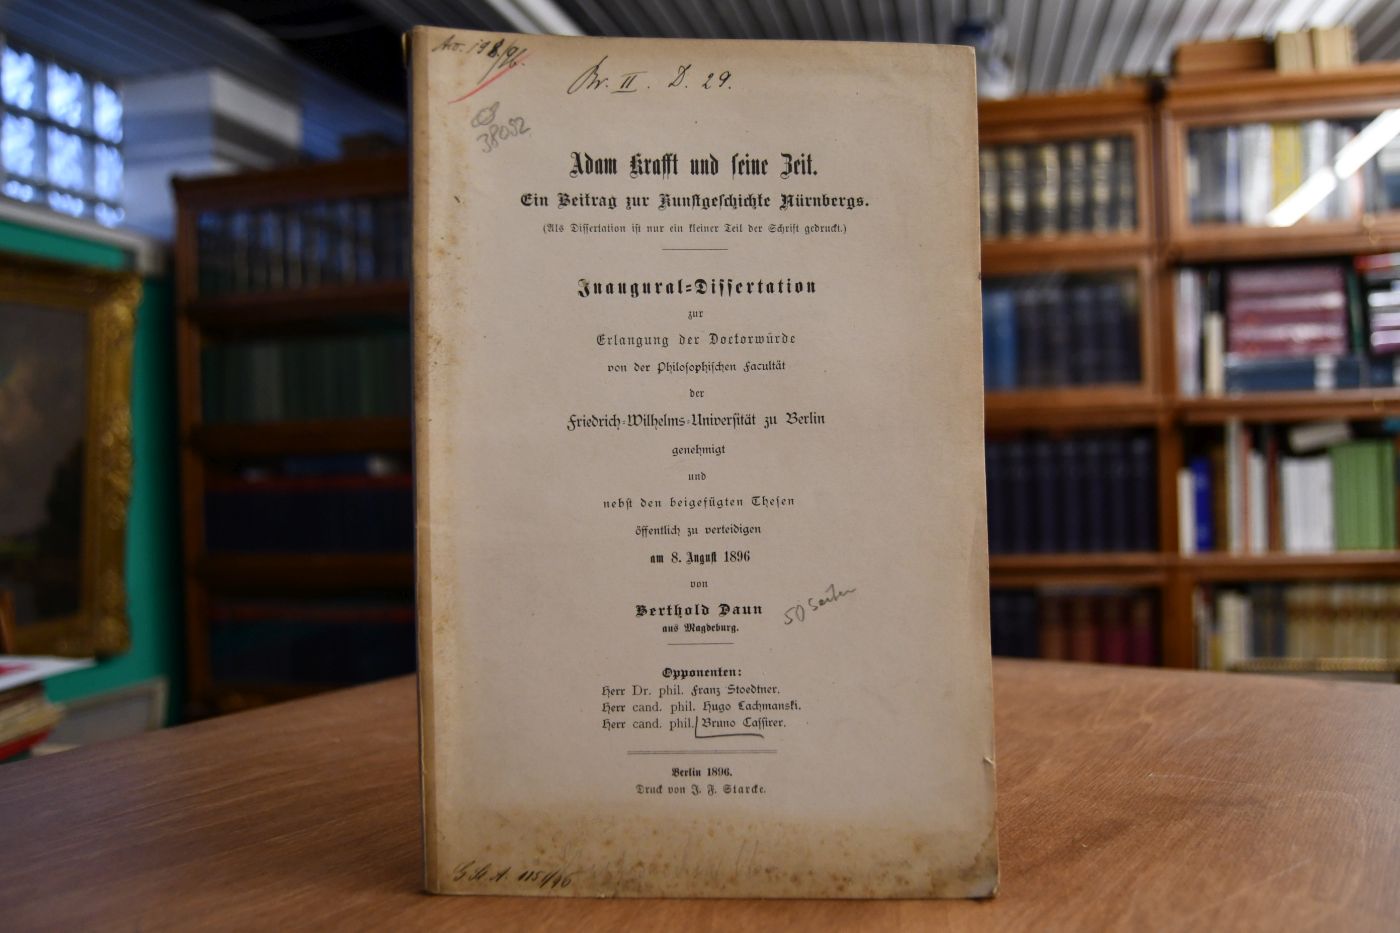 Br. II. D. 29.
38052
Adam Krafft und seine Zeit.
Ein Beitrag zur Kunstgeschichte Nürnbergs.
(Als Dissertation ist nur ein kleiner Teil der Schrift gedruckt.)
Inaugural-Dissertation
zur
Erlangung der Doctorwürde
von der Philosophischen Facultät
der
Friedrich-Wilhelms-Universität zu Berlin
genehmigt
und
nebst den beigefügten Thesen
öffentlich zu verteidigen
am 8. August 1896
von
Berthold Daun
aus Magdeburg.
50 Seiten
Opponenten:
Herr Dr. phil. Franz Stoedtner.
Herr cand. phil. Hugo Lachmanski.
Herr cand. phil. Bruno Cassirer.
Berlin 1896.
Druck von J. F. Starcke.